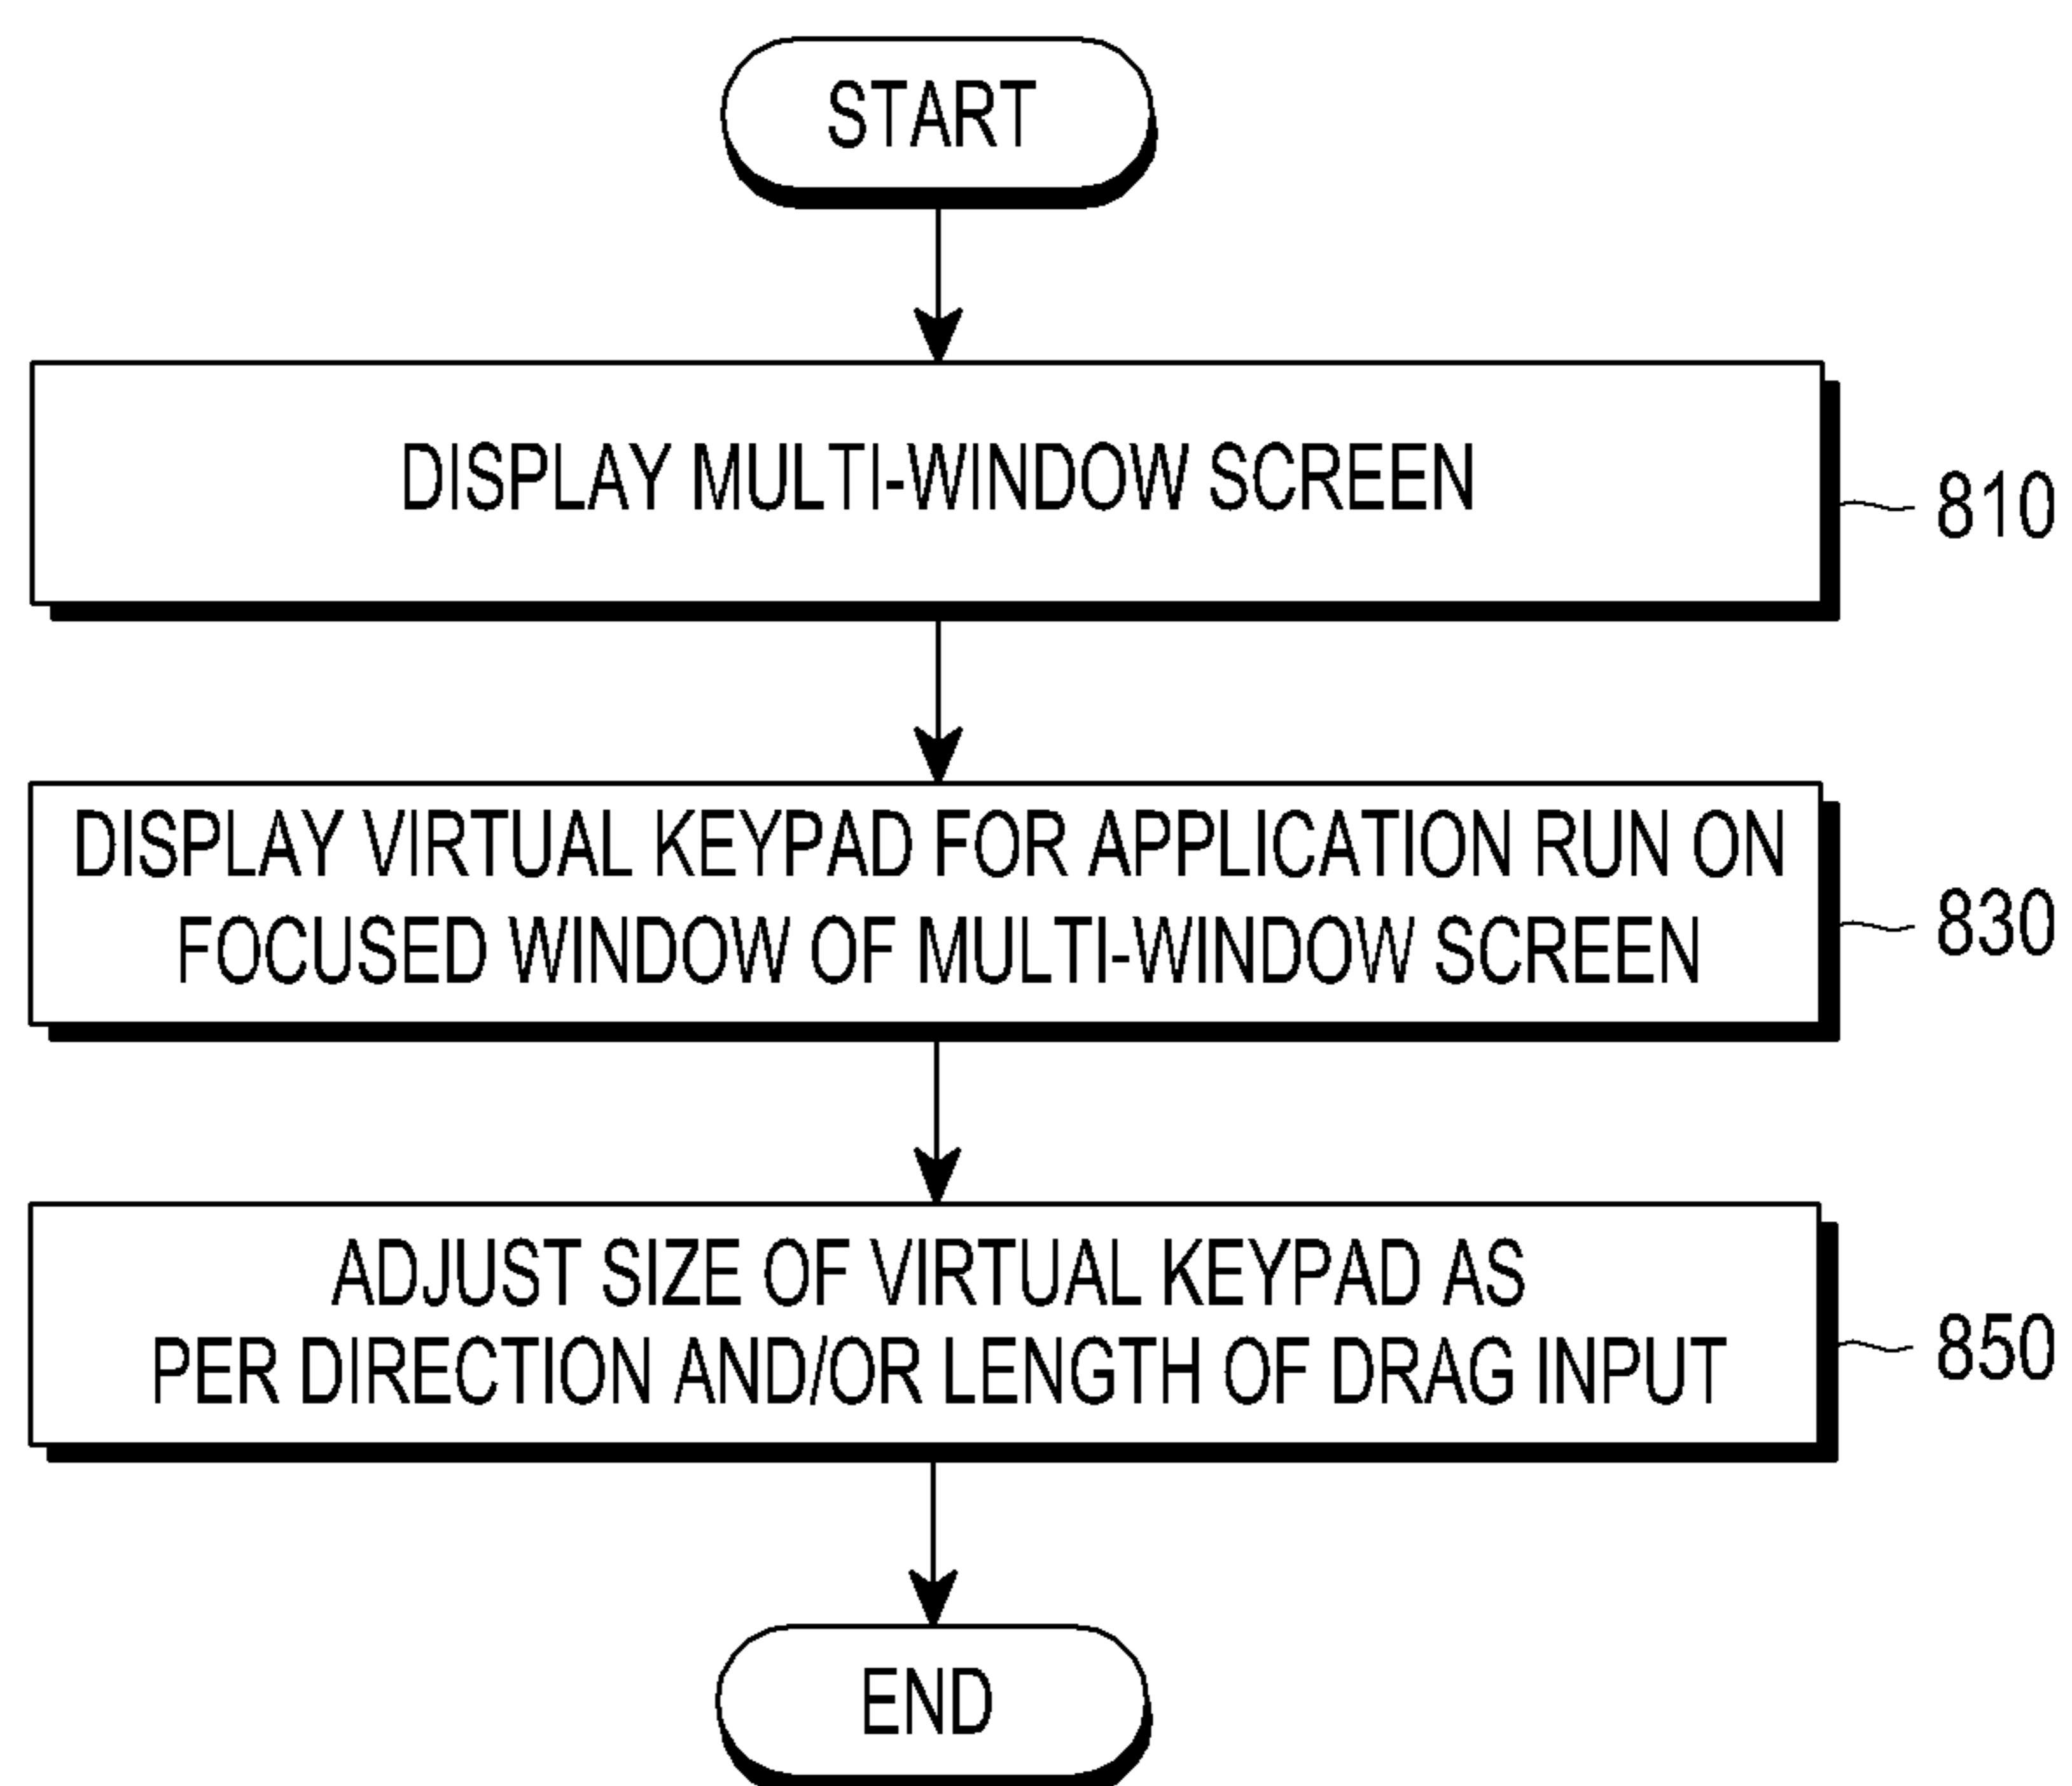 START
DISPLAY MULTI-WINDOW SCREEN
810
DISPLAY VIRTUAL KEYPAD FOR APPLICATION RUN ON
FOCUSED WINDOW OF MULTI-WINDOW SCREEN
830
ADJUST SIZE OF VIRTUAL KEYPAD AS
PER DIRECTION AND/OR LENGTH OF DRAG INPUT
850
END